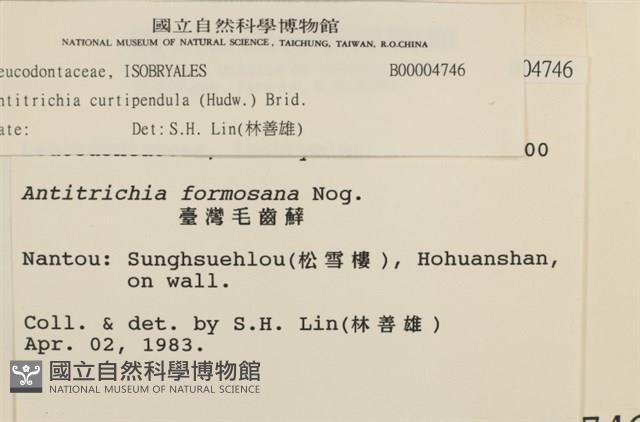 國立自然科學博物館
NATIONAL MUSEUM OF NATURAL SCIENCE, TAICHUNG, TAIWAN, R.O.CHINA
eucodontaceae, ISOBRYALES B00004746
04746
ntitrichia curtipendula (Hudw.) Brid.
ate: Det:S.H. Lin(林善雄)
00
Antitrichia formosana Nog.
臺灣毛齒蘚
Nantou: Sunghsuehlou(松雪樓), Hohuanshan,
on wall.
Coll. & det. by S.H. Lin(林善雄)
Apr. 02, 1983.
國立自然科學博物館
NATIONAL MUSEUM OF NATURAL SCIENCE